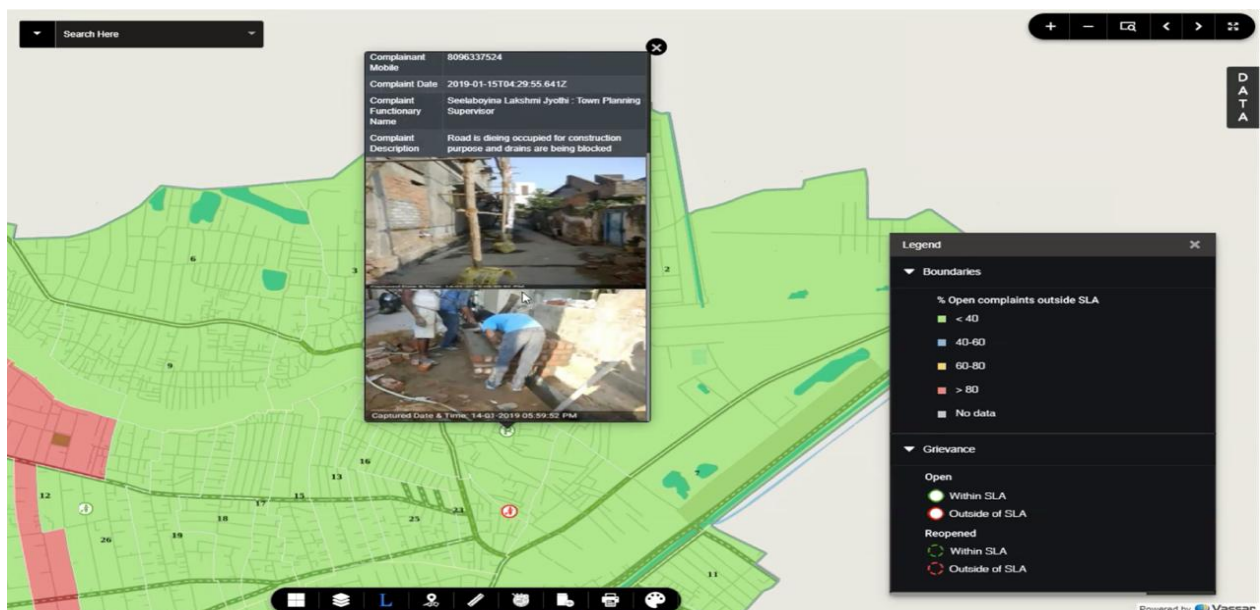 Search Here
Complainant
Mobile
8096337524
Complaint Date 2019-01-15T04:29:55.641Z
Complaint
Functionary
Name
Seelaboyina Lakshmi Jyothi : Town Planning
Supervisor
Complaint
Description
Road is dieing occupied for construction
purpose and drains are being blocked
Captured Date & Time: 14-01-2019 05:59:52 PM
D
A
T
A
6
3
2
9
16
13
15
17
12
18
19
25
23
26
7
11
Legend
Boundaries
% Open complaints outside SLA
< 40
40-60
60-80
> 80
No data
Grievance
Open
Within SLA
Outside of SLA
Reopened
Within SLA
Outside of SLA
L
Powered by Vassar